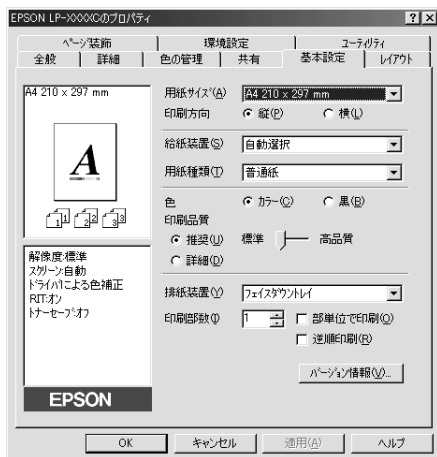 EPSON LP-XXXXCのプロパティ
ページ装飾 環境設定 ユーティリティ
全般 詳細 色の管理 共有 基本設定 レイアウト
A4 210 x 297 mm
A
1 1 2 2 3 3
解像度:標準
スクリーン:自動
ドライバによる色補正
RIT:オン
トナーセーブ:オフ
EPSON
用紙サイズ(A) A4 210 x 297 mm
印刷方向 縦(P) 横(L)
給紙装置(S) 自動選択
用紙種類(T) 普通紙
色 カラー(C) 黒(B)
印刷品質
推奨(U) 標準 高品質
詳細(D)
排紙装置(Y) フェイスダウントレイ
印刷部数(I) 1 部単位で印刷(O)
逆順印刷(R)
バージョン情報(V)...
OK キャンセル 適用(A) ヘルプ